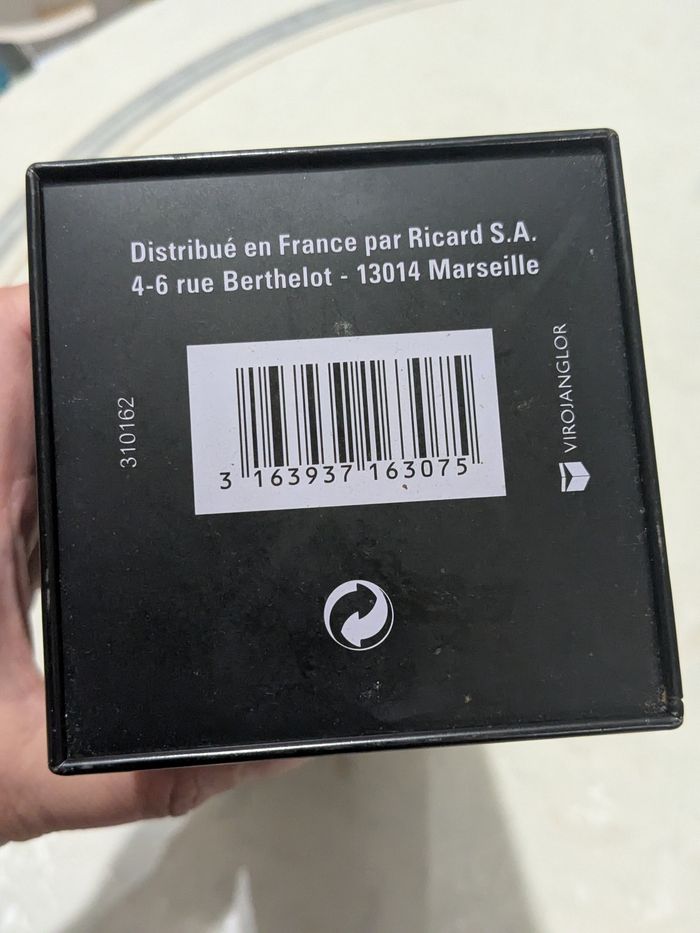 Distribué en France par Ricard S.A.
4-6 rue Berthelot - 13014 Marseille
310162
3 163937 163075
VIROJANGLOR